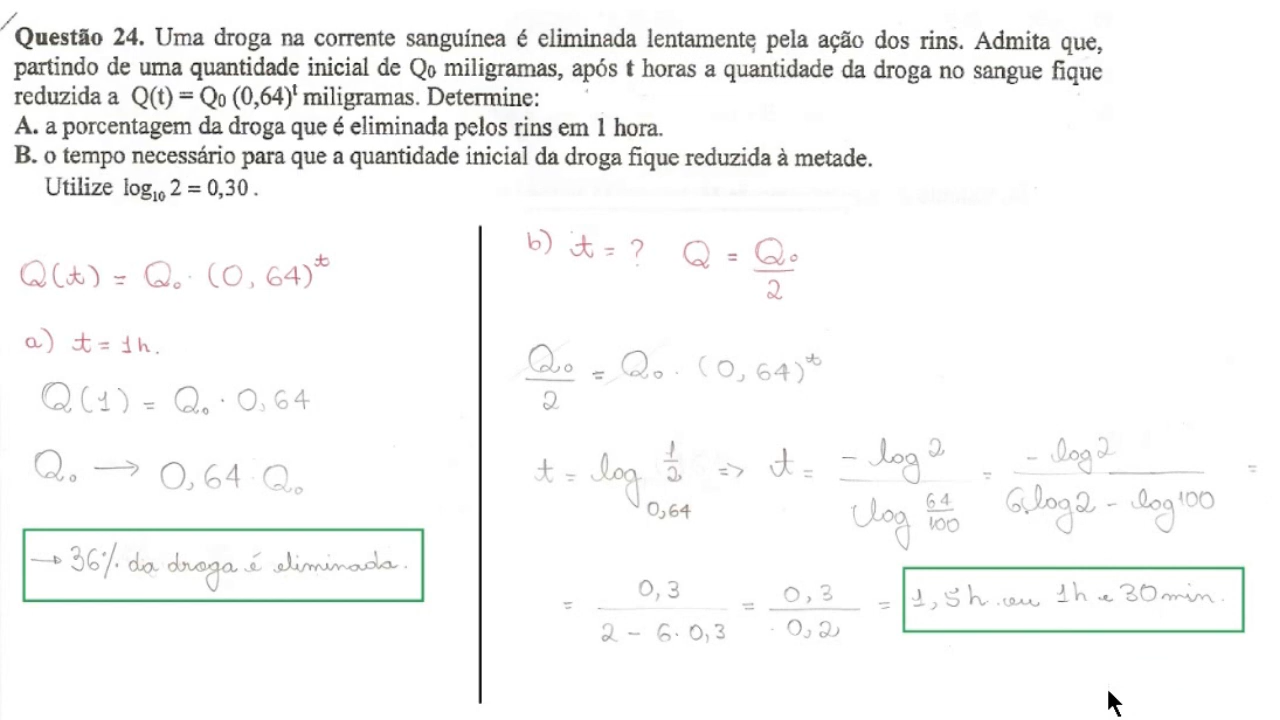 Questão 24. Uma droga na corrente sanguínea é eliminada lentamente pela ação dos rins. Admita que,
partindo de uma quantidade inicial de Q₀ miligramas, após t horas a quantidade da droga no sangue fique
reduzida a Q(t) = Q₀ (0,64)ᵗ miligramas. Determine:
A. a porcentagem da droga que é eliminada pelos rins em 1 hora.
B. o tempo necessário para que a quantidade inicial da droga fique reduzida à metade.
Utilize log₁₀ 2 = 0,30 .
Q(t) = Q₀ · (0,64)ᵗ
a) t = 1h.
Q(1) = Q₀ · 0,64
Q₀ → 0,64 · Q₀
→ 36% da droga é eliminada.
b) t = ? Q = Q₀/2
Q₀/2 = Q₀ · (0,64)ᵗ
t = log₀,₆₄ 1/2 => t = -log 2 / log 64/100 = -log 2 / 6.log2 - log100 =
= 0,3 / 2 - 6.0,3 = 0,3 / 0,2 = 1,5h ou 1h e 30min.